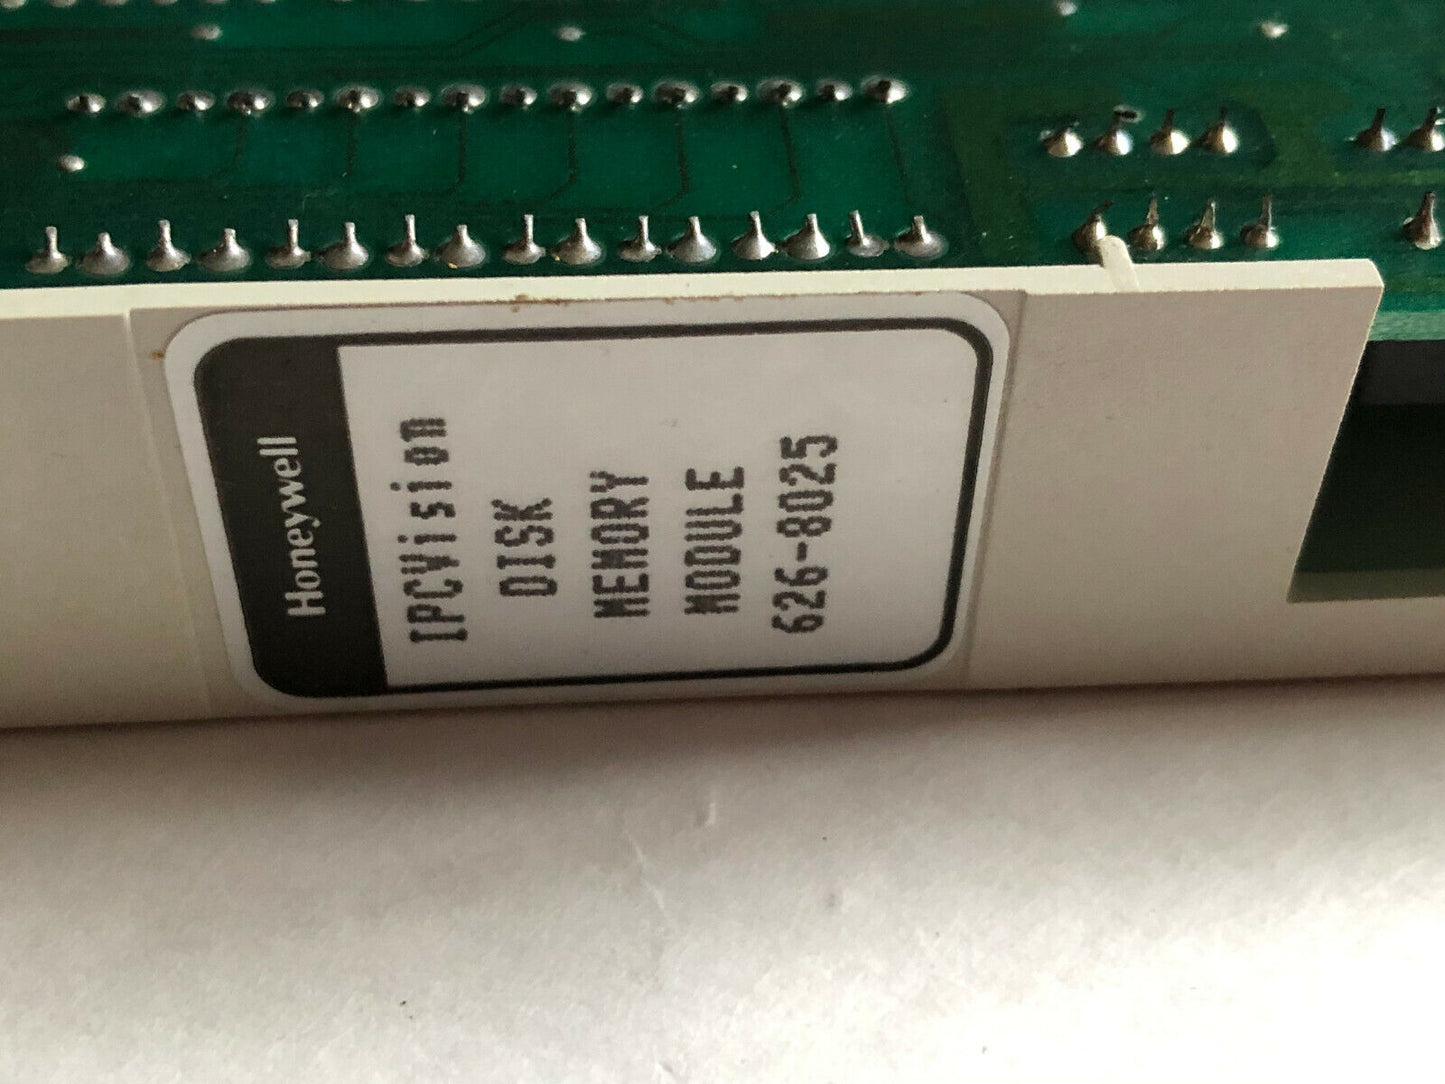 Honeywell
IPCVision
DISK
MEMORY
MODULE
626-8025